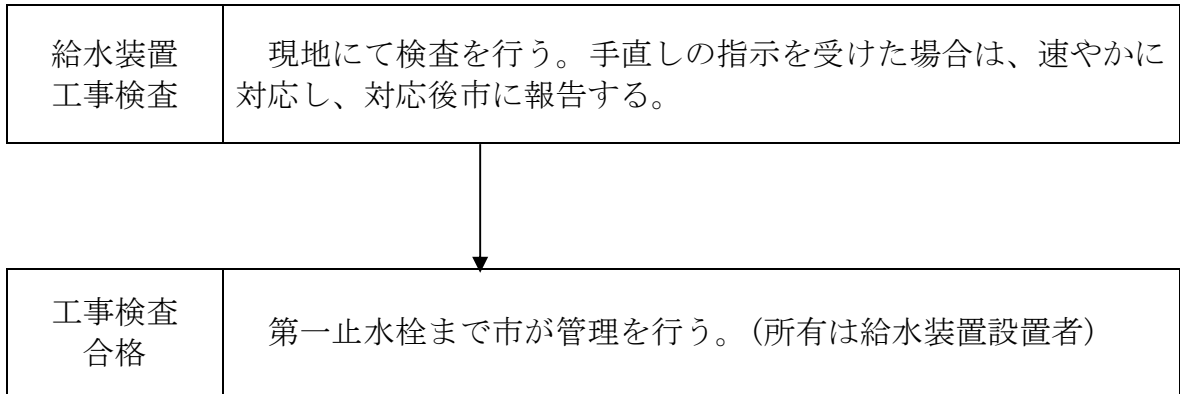 給水装置
工事検査
現地にて検査を行う。手直しの指示を受けた場合は、速やかに
対応し、対応後市に報告する。
工事検査
合格
第一止水栓まで市が管理を行う。(所有は給水装置設置者)